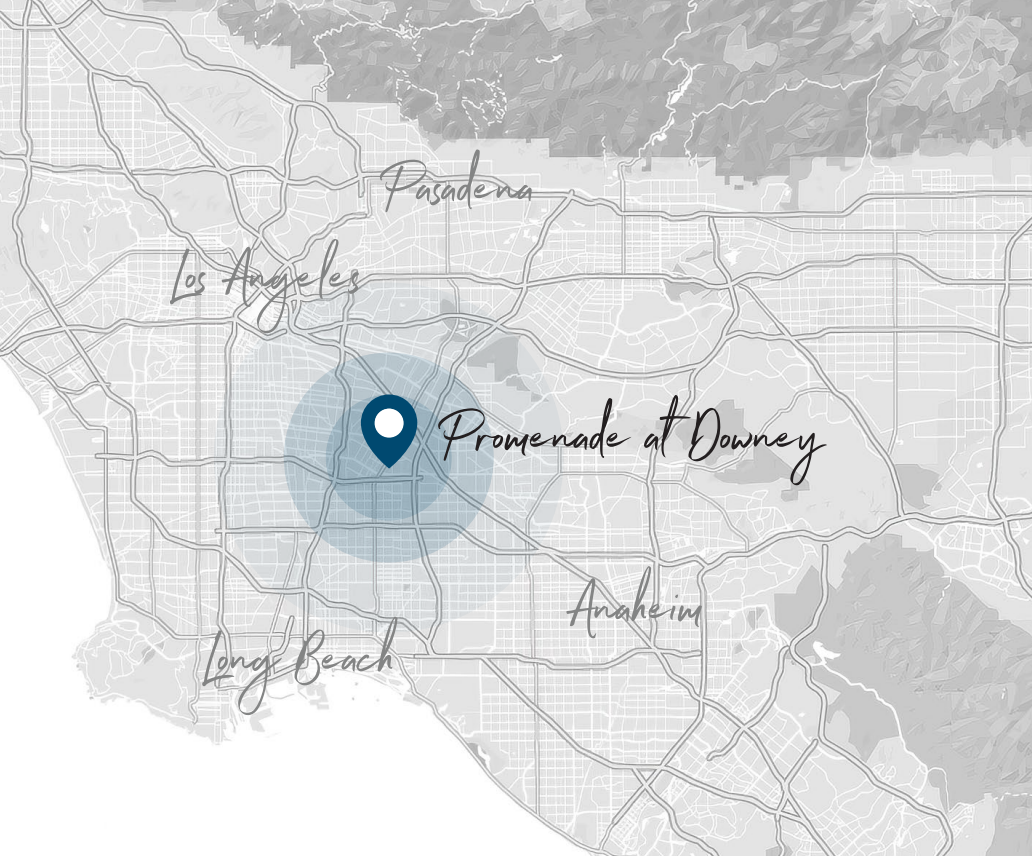 Pasadena
Los Angeles
Promenade at Downey
Anaheim
Long Beach